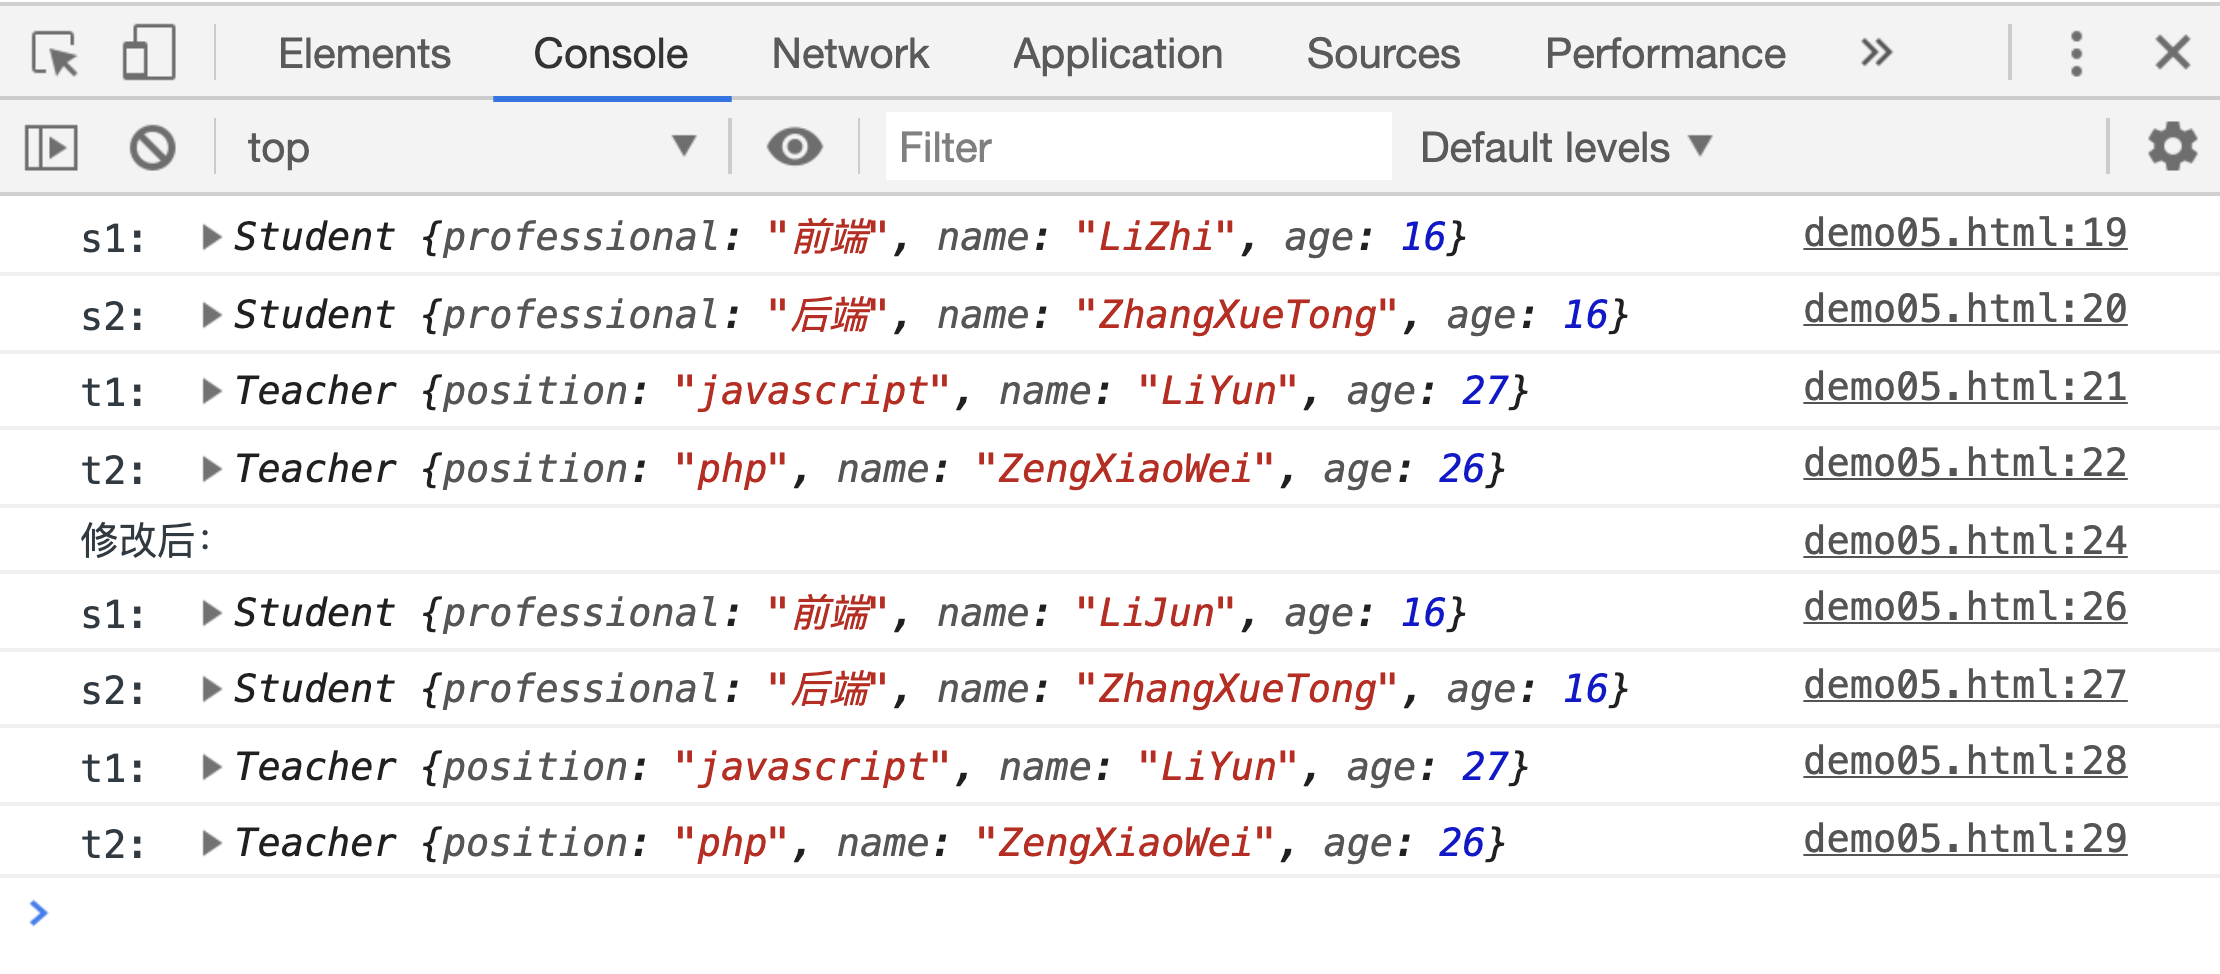 Elements Console Network Application Sources Performance
top Filter Default levels
s1: Student {professional: "前端", name: "LiZhi", age: 16} demo05.html:19
s2: Student {professional: "后端", name: "ZhangXueTong", age: 16} demo05.html:20
t1: Teacher {position: "javascript", name: "LiYun", age: 27} demo05.html:21
t2: Teacher {position: "php", name: "ZengXiaoWei", age: 26} demo05.html:22
修改后: demo05.html:24
s1: Student {professional: "前端", name: "LiJun", age: 16} demo05.html:26
s2: Student {professional: "后端", name: "ZhangXueTong", age: 16} demo05.html:27
t1: Teacher {position: "javascript", name: "LiYun", age: 27} demo05.html:28
t2: Teacher {position: "php", name: "ZengXiaoWei", age: 26} demo05.html:29